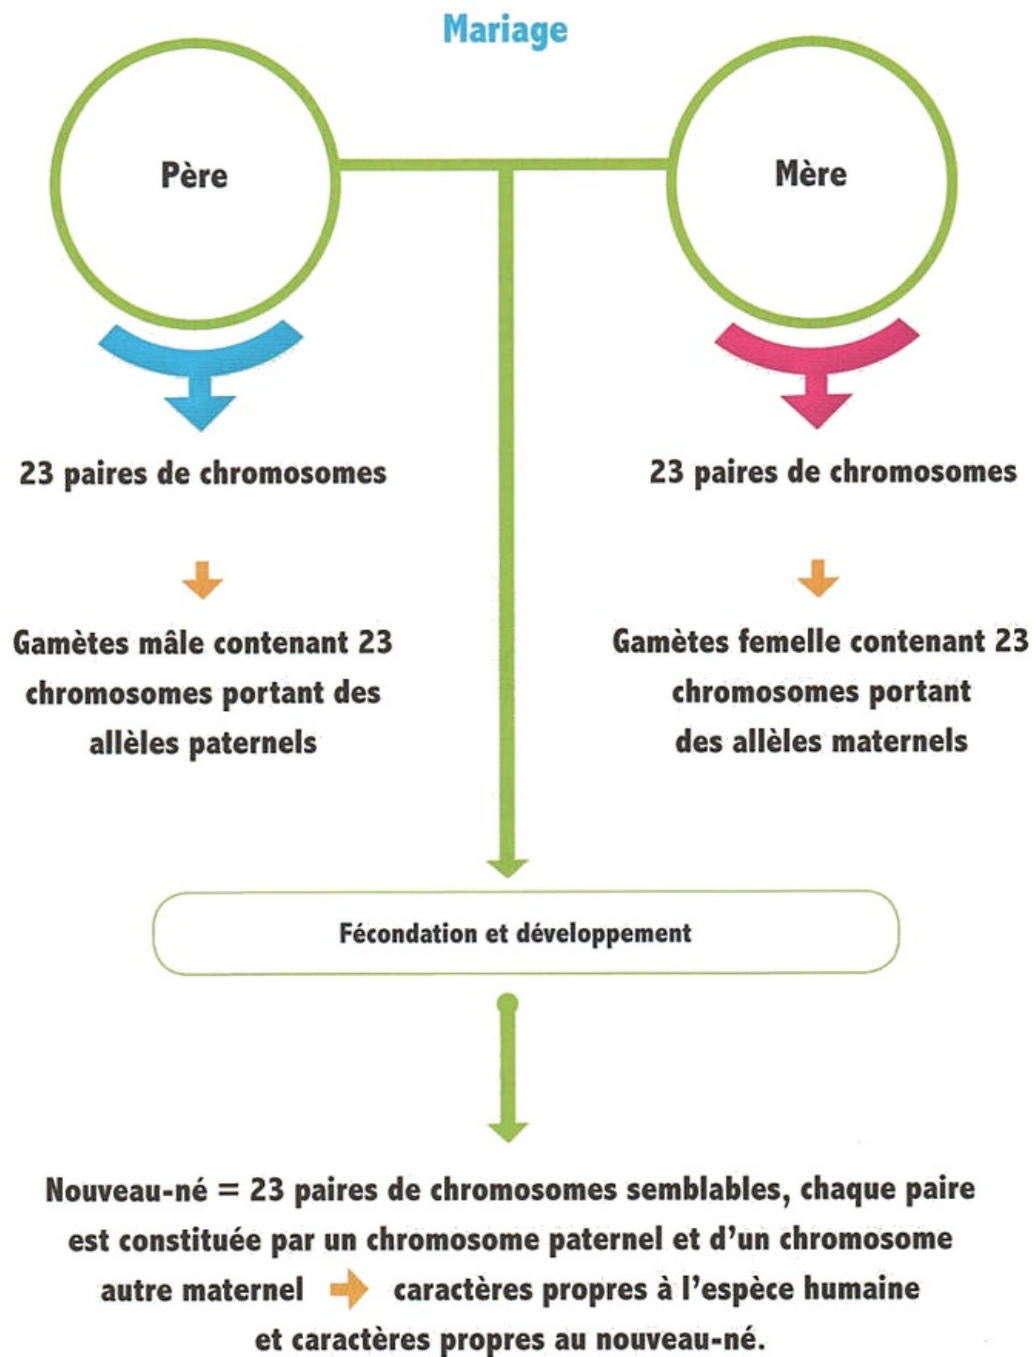 Mariage
Père
Mère
23 paires de chromosomes
23 paires de chromosomes
Gamètes mâle contenant 23
chromosomes portant des
allèles paternels
Gamètes femelle contenant 23
chromosomes portant
des allèles maternels
Fécondation et développement
Nouveau-né = 23 paires de chromosomes semblables, chaque paire
est constituée par un chromosome paternel et d'un chromosome
autre maternel ➔ caractères propres à l'espèce humaine
et caractères propres au nouveau-né.